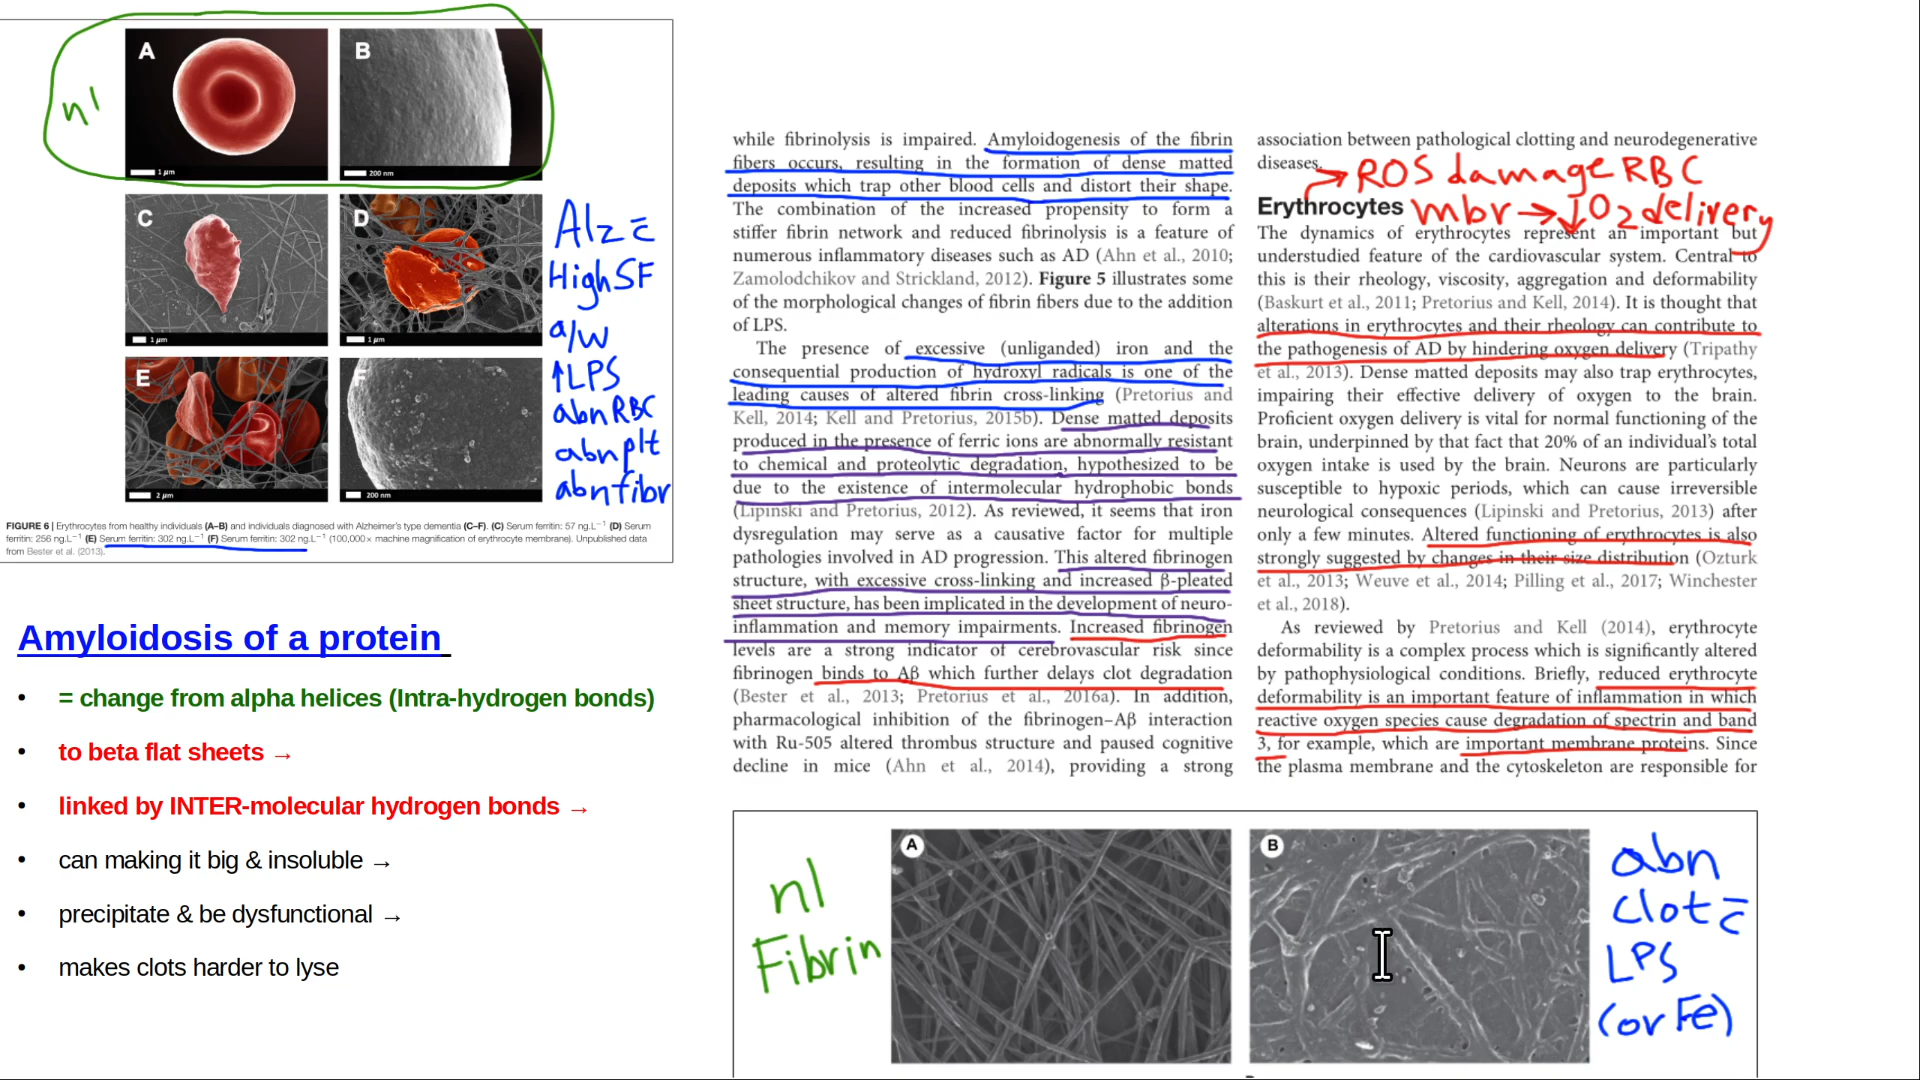 nl
A
B
1 µm
200 nm
C
D
1 µm
1 µm
E
F
2 µm
200 nm
Alz c̄
High SF
a/w
↑LPS
abn RBC
abn plt
abn fibr
FIGURE 6 | Erythrocytes from healthy individuals (A–B) and individuals diagnosed with Alzheimer's type dementia (C–F). (C) Serum ferritin: 57 ng.L−1 (D) Serum
ferritin: 256 ng.L−1 (E) Serum ferritin: 302 ng.L−1 (F) Serum ferritin: 302 ng.L−1 (100,000× machine magnification of erythrocyte membrane). Unpublished data
from Bester et al. (2013).
Amyloidosis of a protein
• = change from alpha helices (Intra-hydrogen bonds)
• to beta flat sheets →
• linked by INTER-molecular hydrogen bonds →
• can making it big & insoluble →
• precipitate & be dysfunctional →
• makes clots harder to lyse
while fibrinolysis is impaired. Amyloidogenesis of the fibrin
fibers occurs, resulting in the formation of dense matted
deposits which trap other blood cells and distort their shape.
The combination of the increased propensity to form a
stiffer fibrin network and reduced fibrinolysis is a feature of
numerous inflammatory diseases such as AD (Ahn et al., 2010;
Zamolodchikov and Strickland, 2012). Figure 5 illustrates some
of the morphological changes of fibrin fibers due to the addition
of LPS.
The presence of excessive (unliganded) iron and the
consequential production of hydroxyl radicals is one of the
leading causes of altered fibrin cross-linking (Pretorius and
Kell, 2014; Kell and Pretorius, 2015b). Dense matted deposits
produced in the presence of ferric ions are abnormally resistant
to chemical and proteolytic degradation, hypothesized to be
due to the existence of intermolecular hydrophobic bonds
(Lipinski and Pretorius, 2012). As reviewed, it seems that iron
dysregulation may serve as a causative factor for multiple
pathologies involved in AD progression. This altered fibrinogen
structure, with excessive cross-linking and increased β-pleated
sheet structure, has been implicated in the development of neuro-
inflammation and memory impairments. Increased fibrinogen
levels are a strong indicator of cerebrovascular risk since
fibrinogen binds to Aβ which further delays clot degradation
(Bester et al., 2013; Pretorius et al., 2016a). In addition,
pharmacological inhibition of the fibrinogen–Aβ interaction
with Ru-505 altered thrombus structure and paused cognitive
decline in mice (Ahn et al., 2014), providing a strong
association between pathological clotting and neurodegenerative
diseases.
→ ROS damage RBC
Erythrocytes
mbr → ↓O2 delivery
The dynamics of erythrocytes represent an important but
understudied feature of the cardiovascular system. Central to
this is their rheology, viscosity, aggregation and deformability
(Baskurt et al., 2011; Pretorius and Kell, 2014). It is thought that
alterations in erythrocytes and their rheology can contribute to
the pathogenesis of AD by hindering oxygen delivery (Tripathy
et al., 2013). Dense matted deposits may also trap erythrocytes,
impairing their effective delivery of oxygen to the brain.
Proficient oxygen delivery is vital for normal functioning of the
brain, underpinned by that fact that 20% of an individual's total
oxygen intake is used by the brain. Neurons are particularly
susceptible to hypoxic periods, which can cause irreversible
neurological consequences (Lipinski and Pretorius, 2013) after
only a few minutes. Altered functioning of erythrocytes is also
strongly suggested by changes in their size distribution (Ozturk
et al., 2013; Weuve et al., 2014; Pilling et al., 2017; Winchester
et al., 2018).
As reviewed by Pretorius and Kell (2014), erythrocyte
deformability is a complex process which is significantly altered
by pathophysiological conditions. Briefly, reduced erythrocyte
deformability is an important feature of inflammation in which
reactive oxygen species cause degradation of spectrin and band
3, for example, which are important membrane proteins. Since
the plasma membrane and the cytoskeleton are responsible for
nl
Fibrin
A
B
abn
clot c̄
LPS
(or Fe)